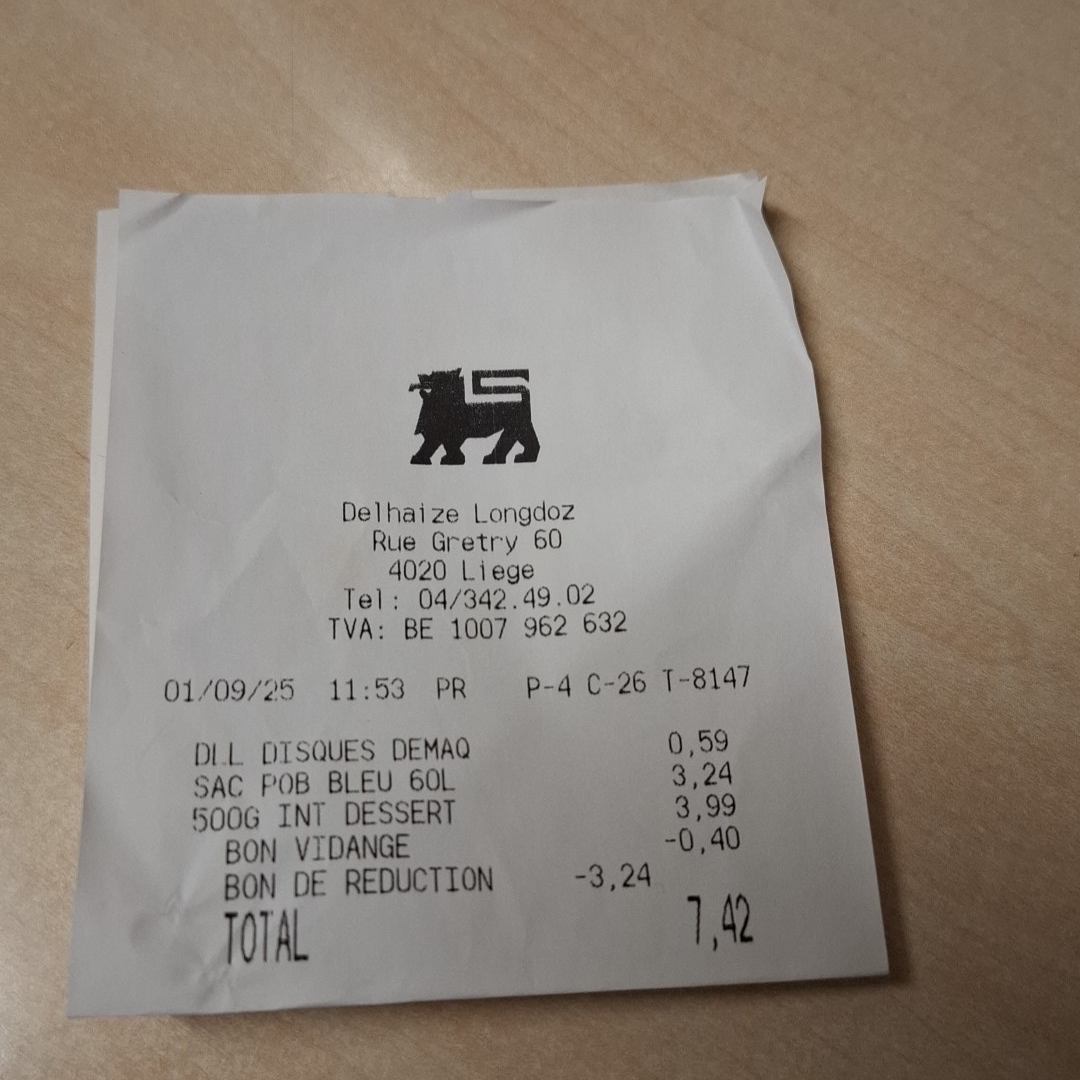 Delhaize Longdoz
Rue Gretry 60
4020 Liege
Tel: 04/342.49.02
TVA: BE 1007 962 632
01/09/25 11:53 PR P-4 C-26 T-8147
DLL DISQUES DEMAQ 0,59
SAC POB BLEU 60L 3,24
500G INT DESSERT 3,99
BON VIDANGE -0,40
BON DE REDUCTION -3,24
TOTAL 7,42